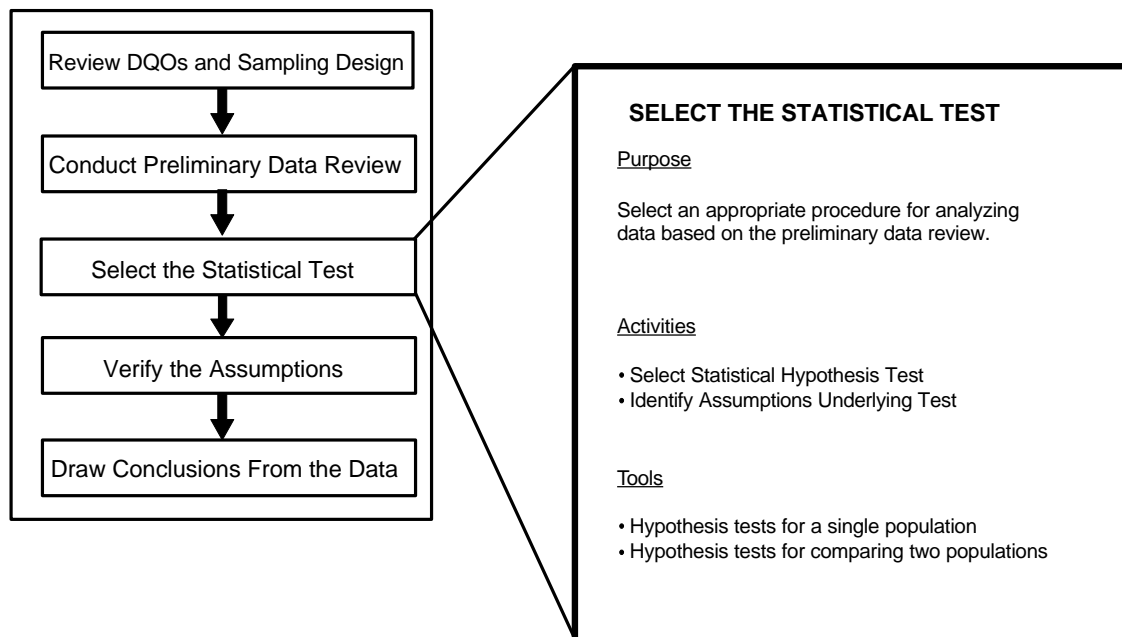 Review DQOs and Sampling Design
Conduct Preliminary Data Review
Select the Statistical Test
Verify the Assumptions
Draw Conclusions From the Data
SELECT THE STATISTICAL TEST
Purpose
Select an appropriate procedure for analyzing
data based on the preliminary data review.
Activities
• Select Statistical Hypothesis Test
• Identify Assumptions Underlying Test
Tools
• Hypothesis tests for a single population
• Hypothesis tests for comparing two populations